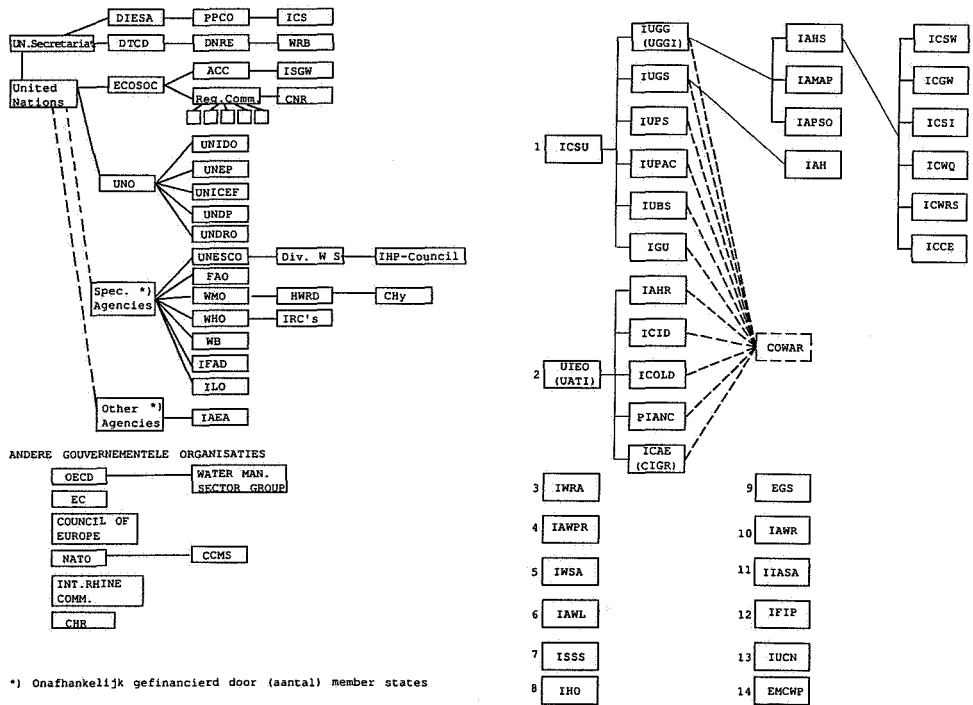 DIESA
PPCO
ICS
UN.Secretariat
DTCD
DNRE
WRB
United
Nations
ECOSOC
ACC
ISGW
Reg.Comm.
CNR
UNO
UNIDO
UNEP
UNICEF
UNDP
UNDRO
Spec. *)
Agencies
UNESCO
Div. W S
IHP-Council
FAO
WMO
HWRD
CHy
WHO
IRC's
WB
IFAD
ILO
Other *)
Agencies
IAEA
ANDERE GOUVERNEMENTELE ORGANISATIES
OECD
WATER MAN.
SECTOR GROUP
EC
COUNCIL OF
EUROPE
NATO
CCMS
INT.RHINE
COMM.
CHR
*) Onafhankelijk gefinancierd door (aantal) member states
1 ICSU
IUGG
(UGGI)
IUGS
IUPS
IUPAC
IUBS
IGU
IAHS
IAMAP
IAPSO
IAH
ICSW
ICGW
ICSI
ICWQ
ICWRS
ICCE
2 UIEO
(UATI)
IAHR
ICID
ICOLD
PIANC
ICAE
(CIGR)
COWAR
3 IWRA
4 IAWPR
5 IWSA
6 IAWL
7 ISSS
8 IHO
9 EGS
10 IAWR
11 IIASA
12 IFIP
13 IUCN
14 EMCWP